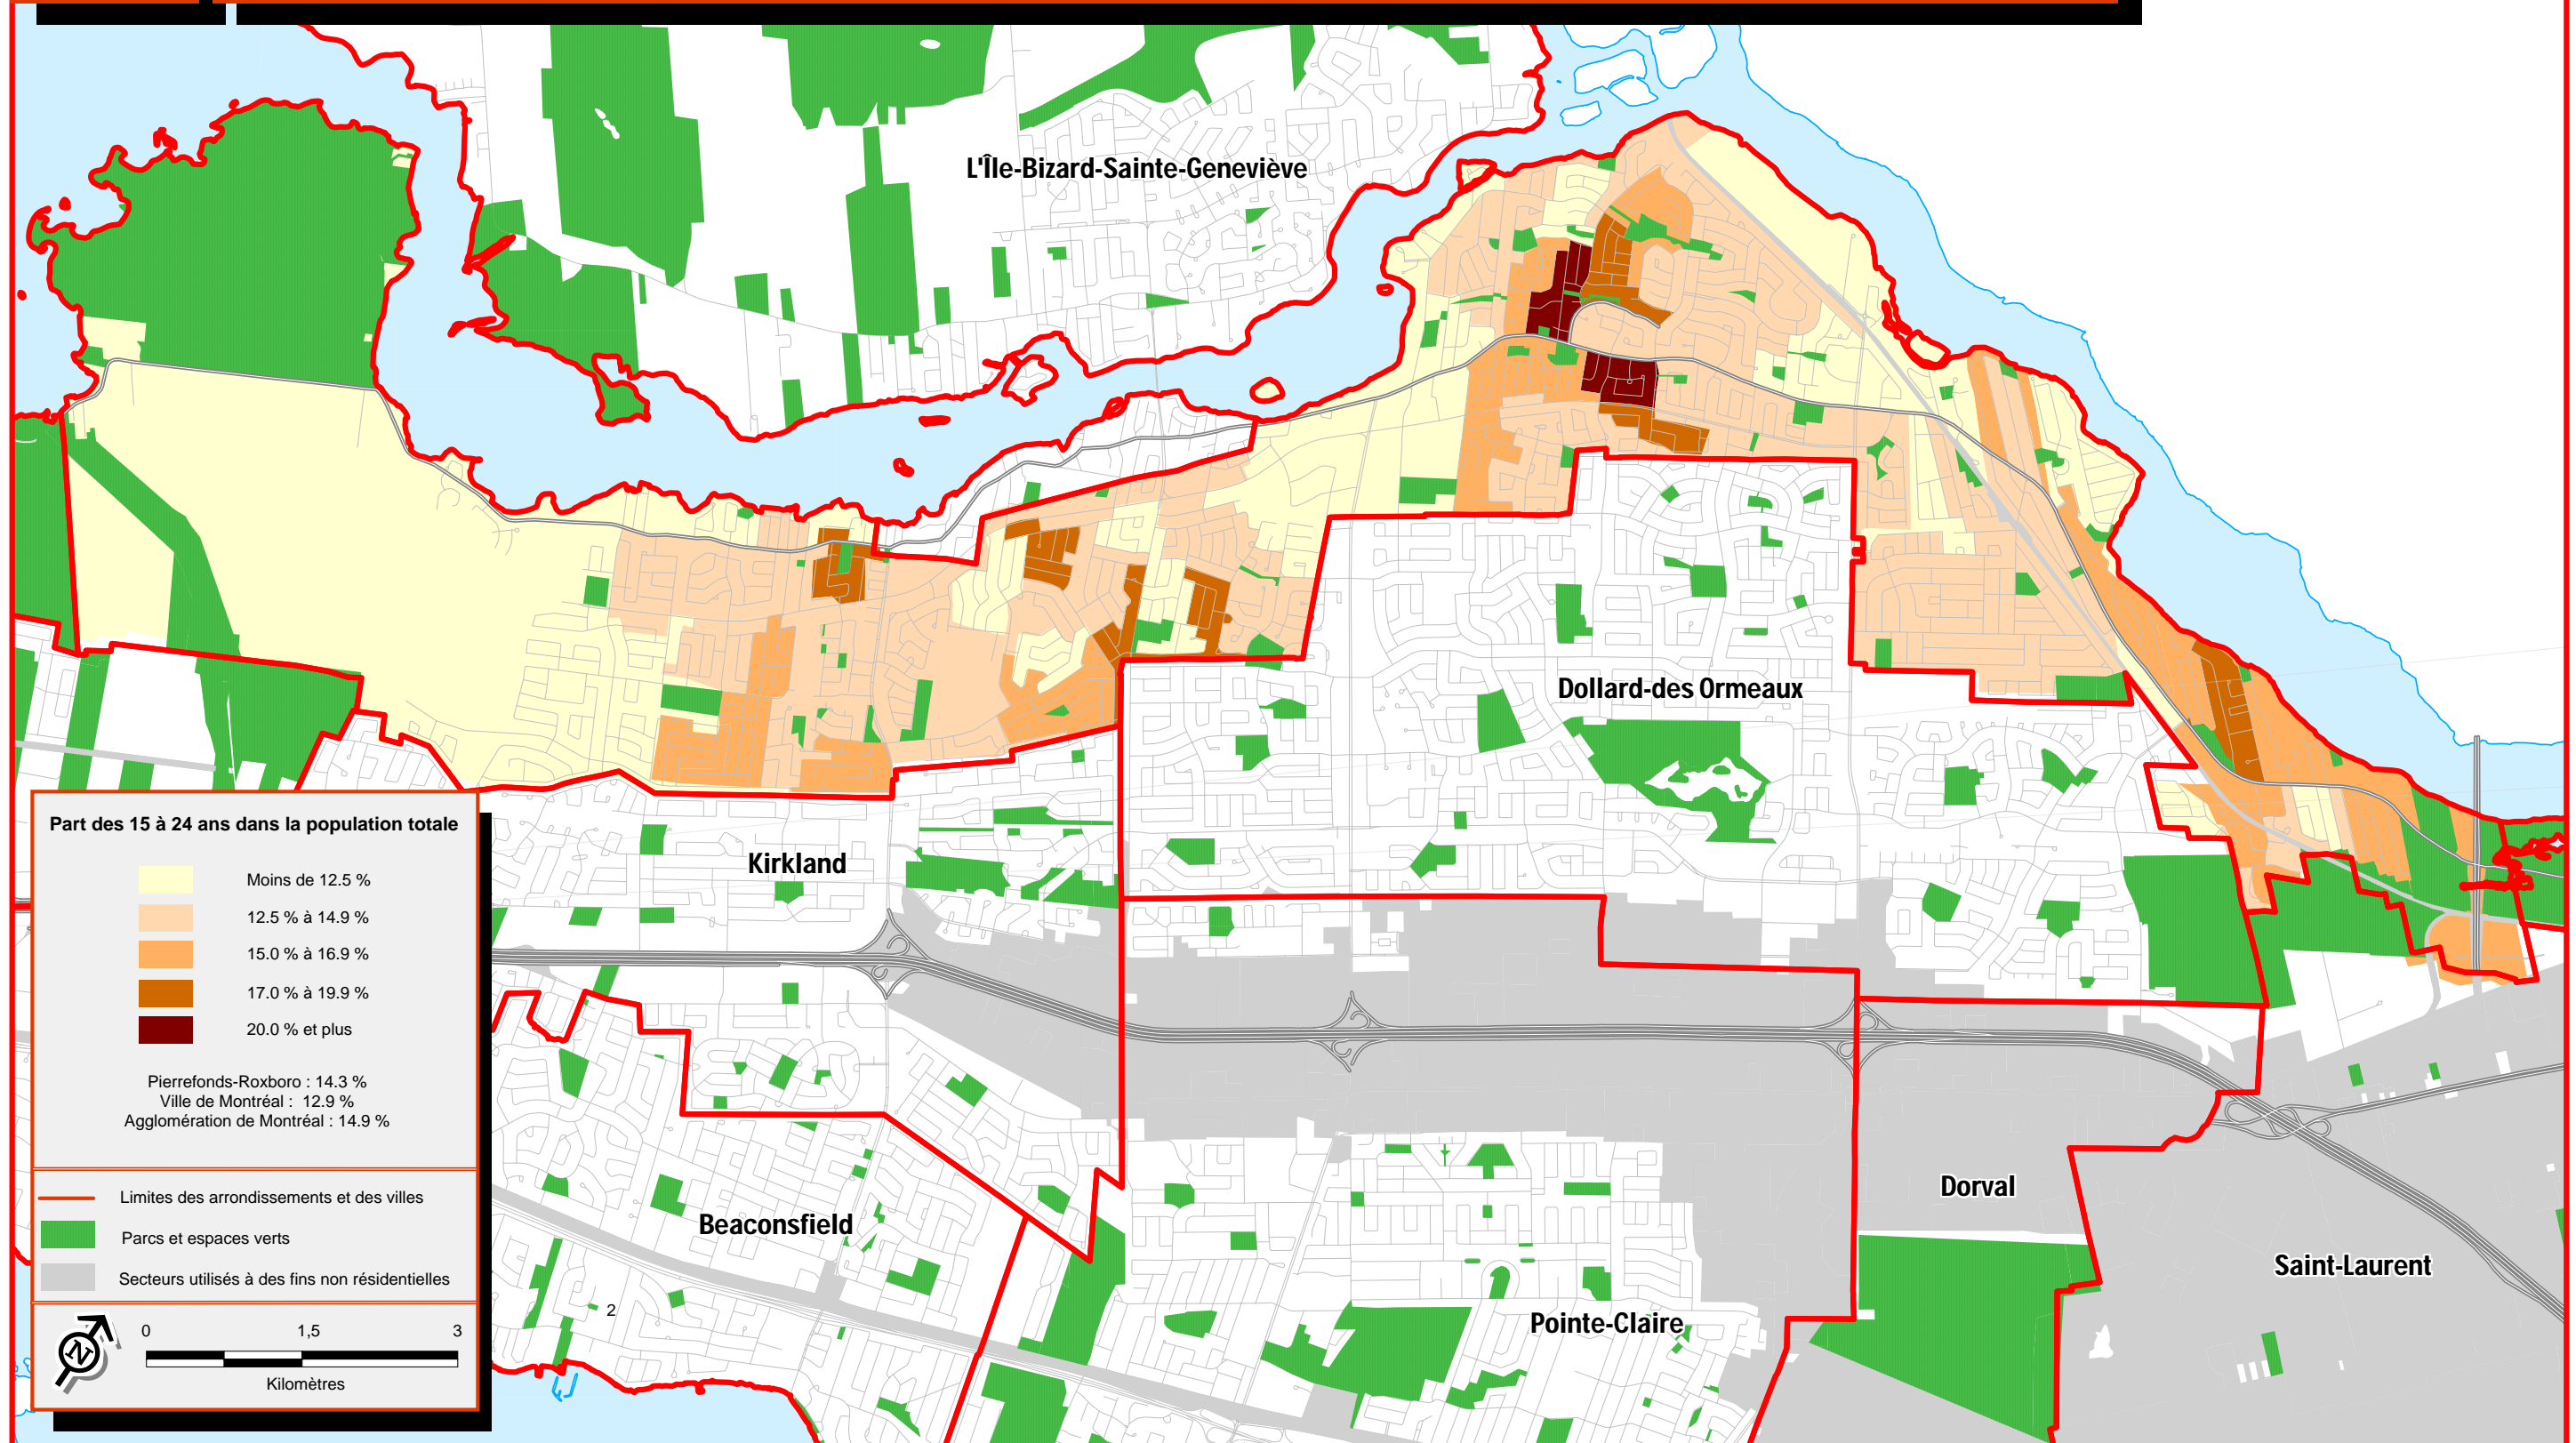 L'Île-Bizard-Sainte-Geneviève
Dollard-des Ormeaux
Kirkland
Beaconsfield
Pointe-Claire
Dorval
Saint-Laurent
2
Part des 15 à 24 ans dans la population totale
Moins de 12.5 %
12.5 % à 14.9 %
15.0 % à 16.9 %
17.0 % à 19.9 %
20.0 % et plus
Pierrefonds-Roxboro : 14.3 %
Ville de Montréal : 12.9 %
Agglomération de Montréal : 14.9 %
Limites des arrondissements et des villes
Parcs et espaces verts
Secteurs utilisés à des fins non résidentielles
N
0 1,5 3
Kilomètres